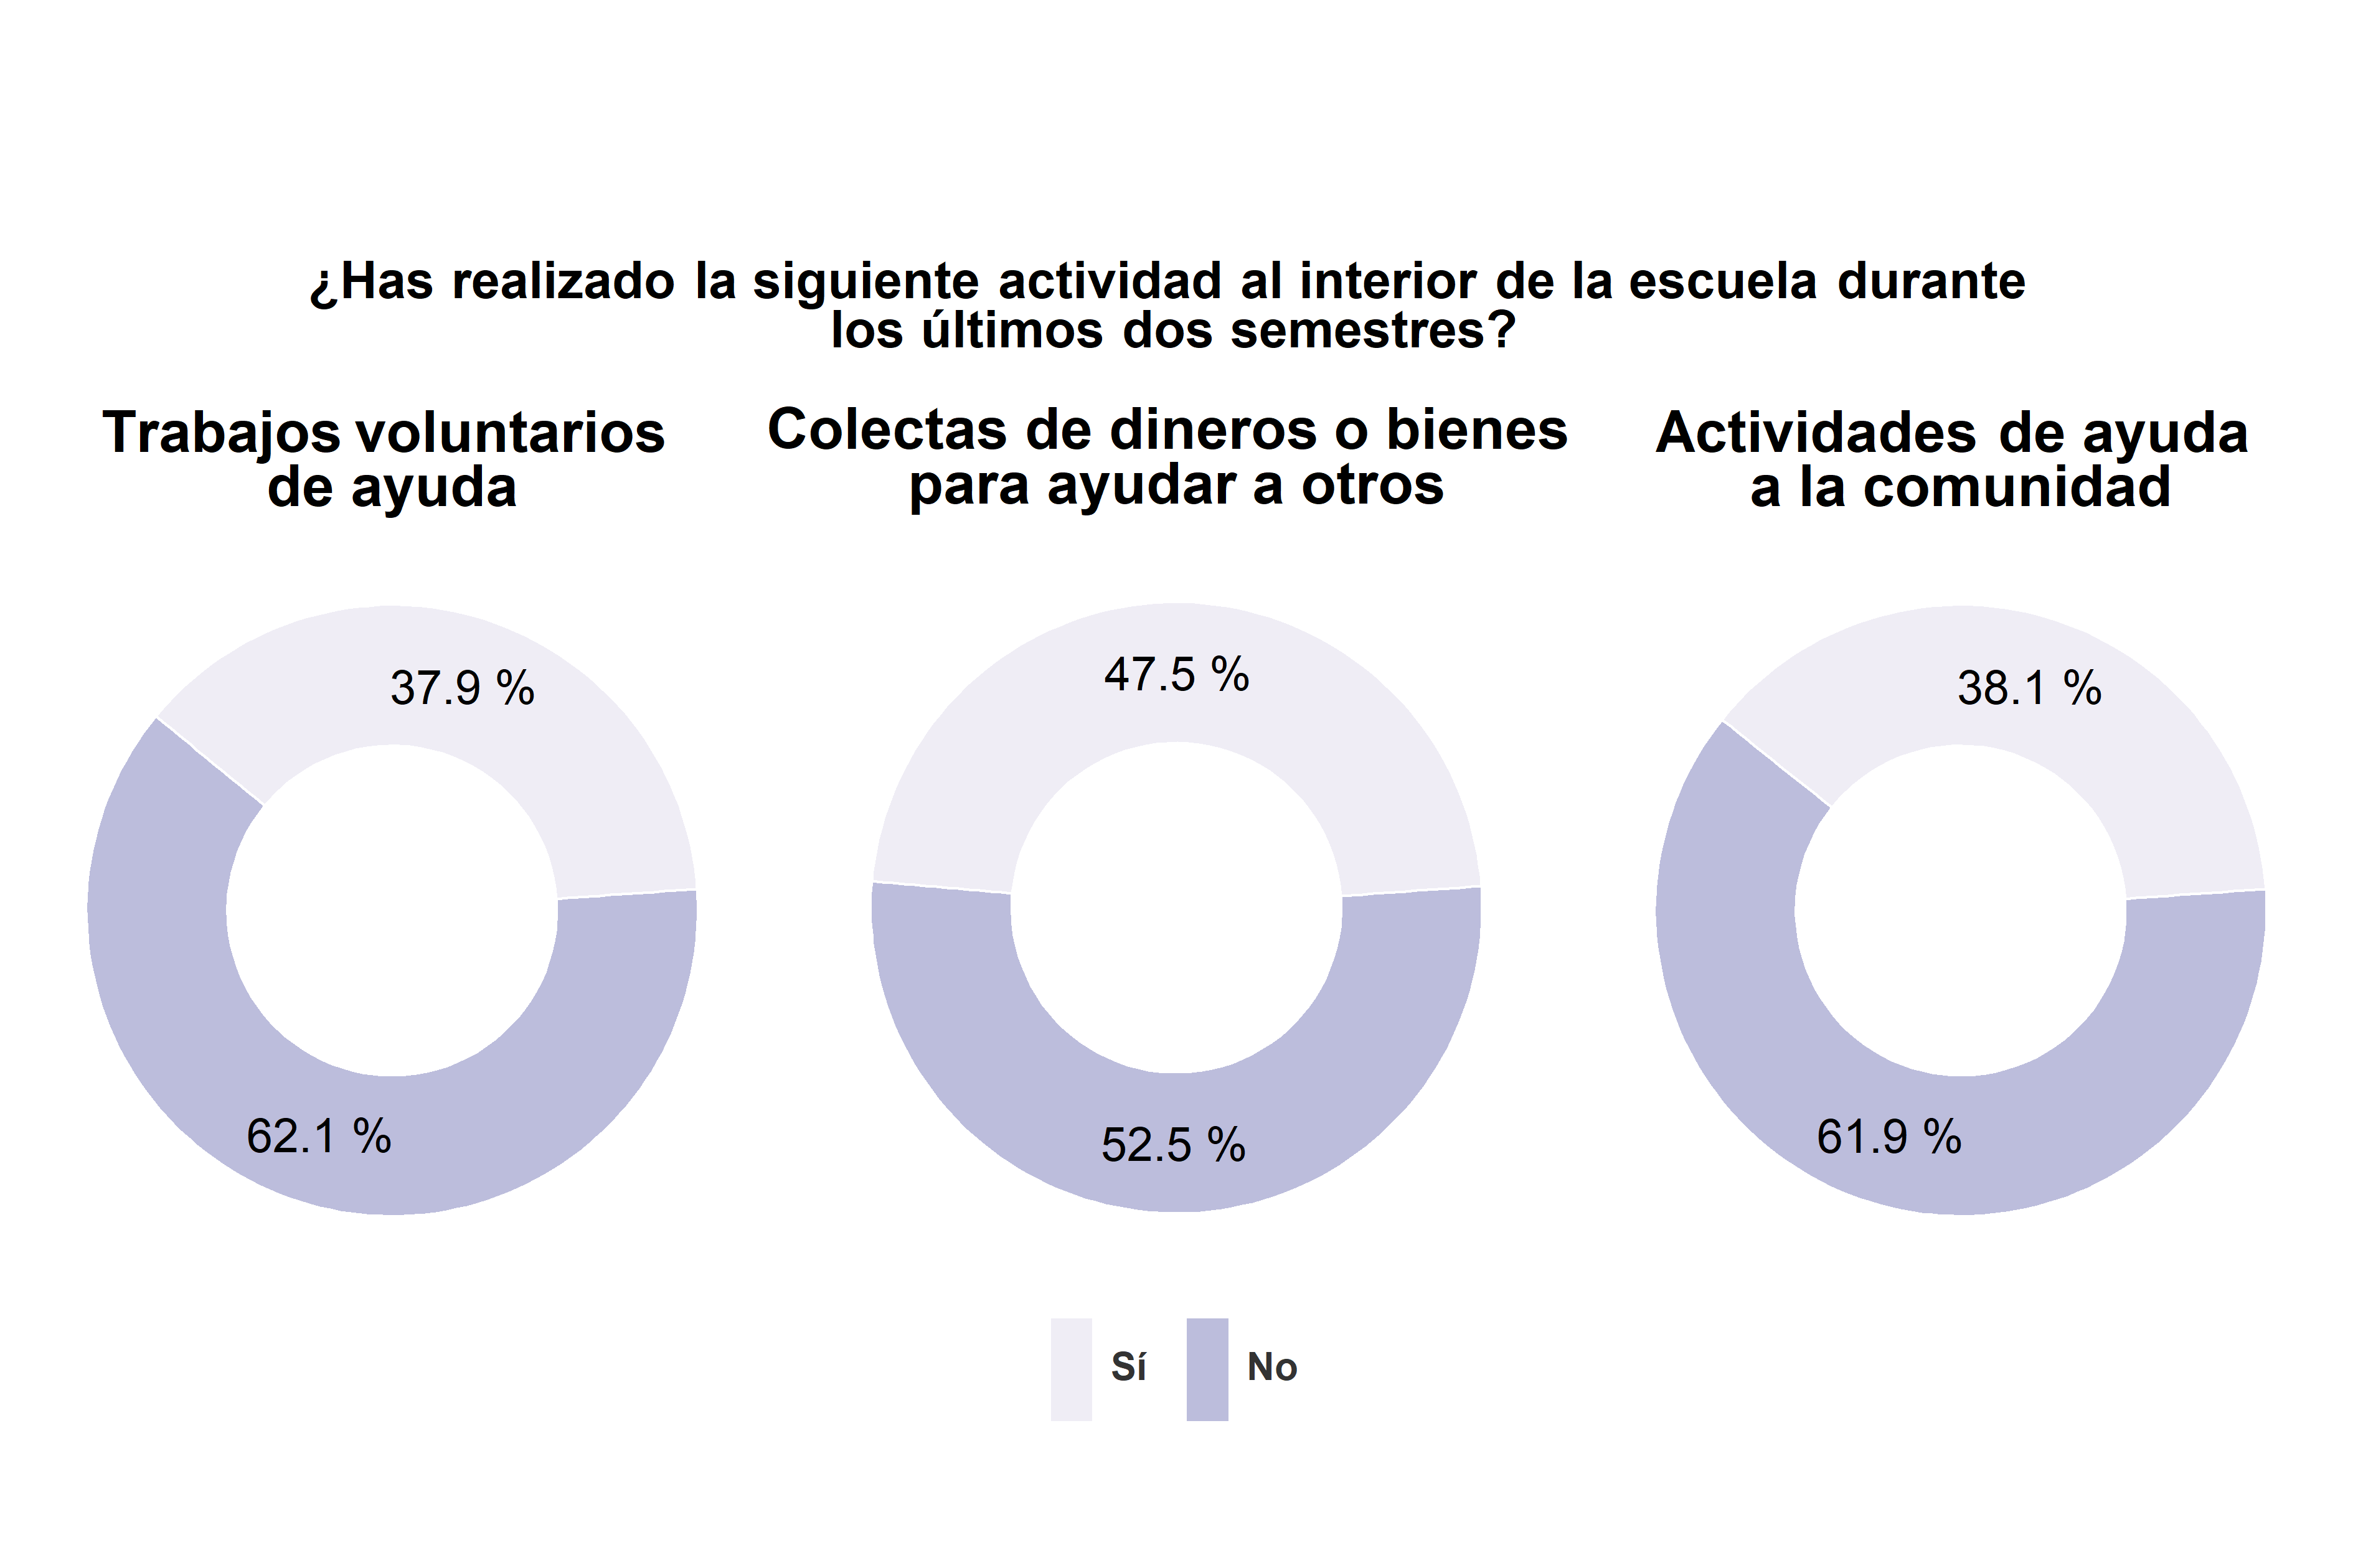 ¿Has realizado la siguiente actividad al interior de la escuela durante
los últimos dos semestres?
Trabajos voluntarios
de ayuda
Colectas de dineros o bienes
para ayudar a otros
Actividades de ayuda
a la comunidad
37.9 %
62.1 %
47.5 %
52.5 %
38.1 %
61.9 %
Sí
No